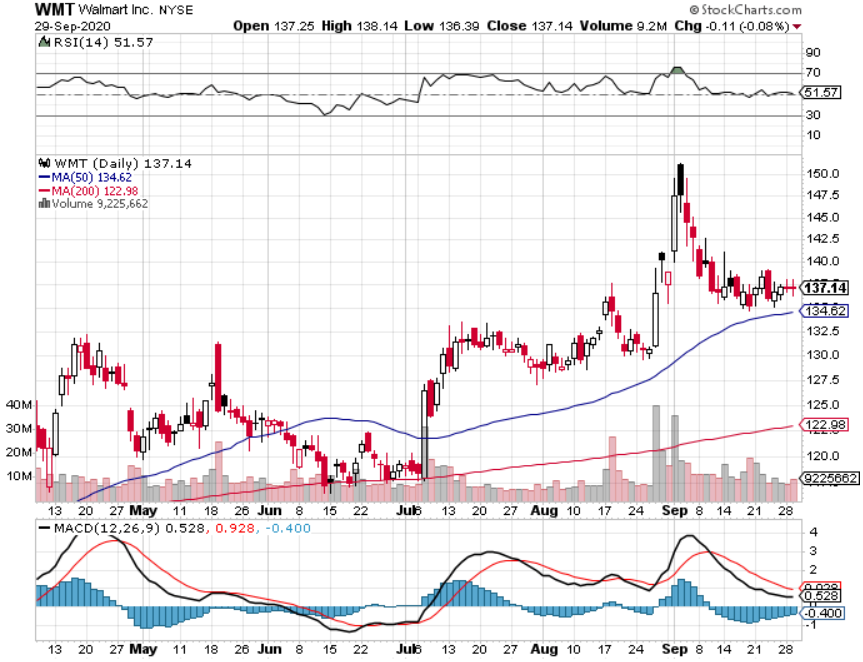 WMT Walmart Inc. NYSE © StockCharts.com
29-Sep-2020 Open 137.25 High 138.14 Low 136.39 Close 137.14 Volume 9.2M Chg -0.11 (-0.08%)
RSI(14) 51.57
90
70
51.57
30
10
WMT (Daily) 137.14
MA(50) 134.62
MA(200) 122.98
Volume 9,225,662
150.0
147.5
145.0
142.5
140.0
137.14
134.62
132.5
130.0
127.5
125.0
122.98
120.0
9225662
40M
30M
20M
10M
13 20 27 May 11 18 26 Jun 8 15 22 Jul 6 13 20 27 Aug 10 17 24 Sep 8 14 21 28
MACD(12,26,9) 0.528, 0.928, -0.400
4
3
2
1
0.928
0.528
-0.400
-1
13 20 27 May 11 18 26 Jun 8 15 22 Jul 6 13 20 27 Aug 10 17 24 Sep 8 14 21 28